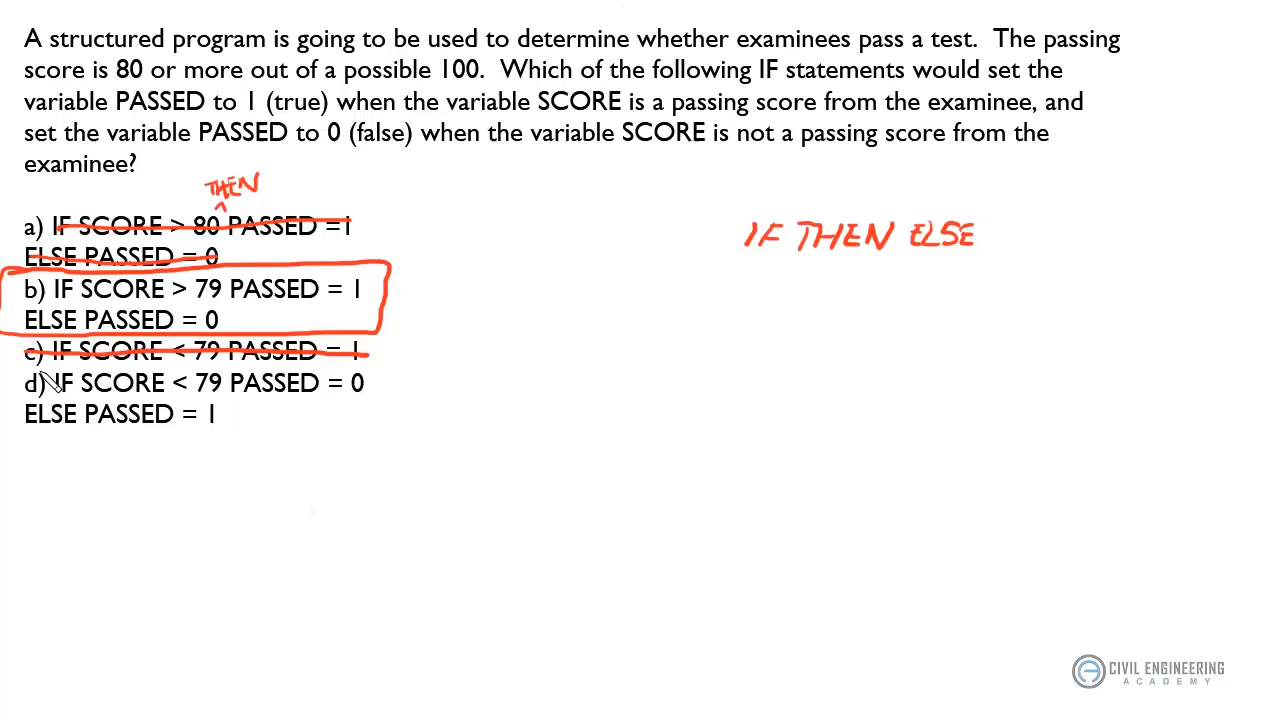 A structured program is going to be used to determine whether examinees pass a test. The passing
score is 80 or more out of a possible 100. Which of the following IF statements would set the
variable PASSED to 1 (true) when the variable SCORE is a passing score from the examinee, and
set the variable PASSED to 0 (false) when the variable SCORE is not a passing score from the
examinee?
THEN
a) IF SCORE > 80 PASSED =1
IF THEN ELSE
ELSE PASSED = 0
b) IF SCORE > 79 PASSED = 1
ELSE PASSED = 0
c) IF SCORE < 79 PASSED = 1
d) IF SCORE < 79 PASSED = 0
ELSE PASSED = 1
CIVIL ENGINEERING
ACADEMY